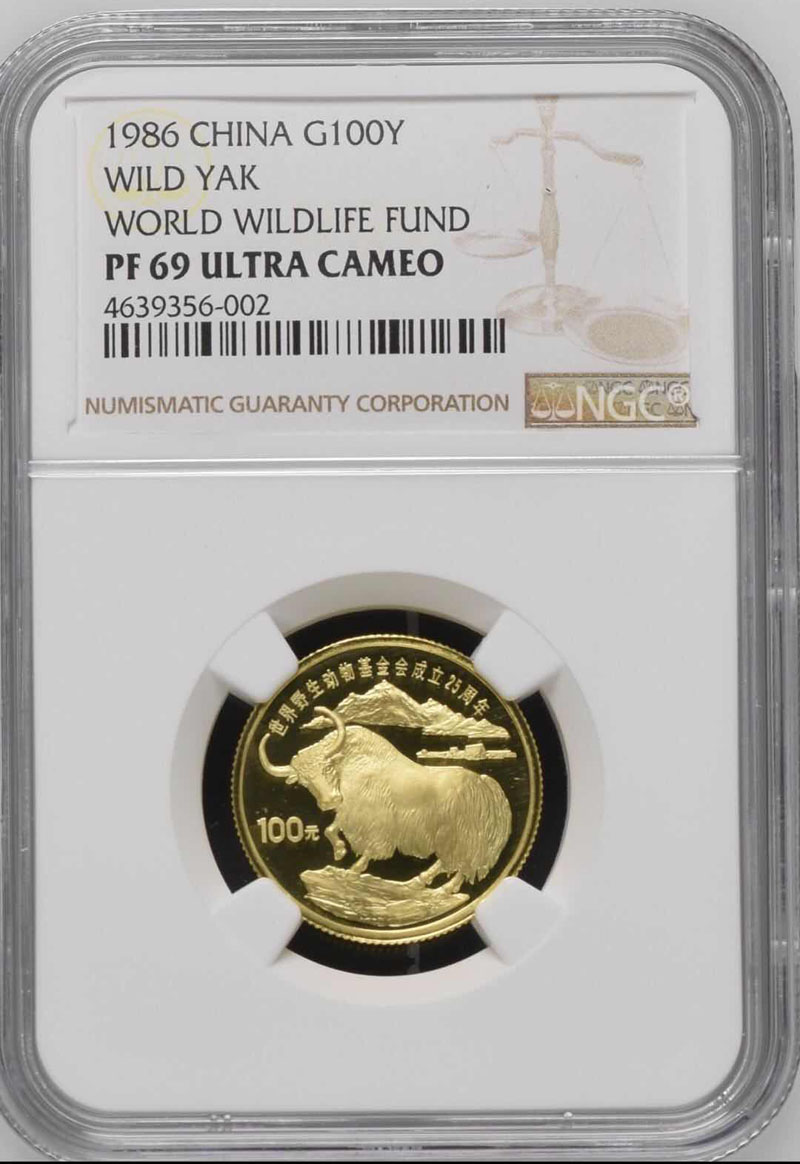 1986 CHINA G100Y
WILD YAK
WORLD WILDLIFE FUND
PF 69 ULTRA CAMEO
4639356-002
NUMISMATIC GUARANTY CORPORATION
NGC®
世界野生动物基金会成立25周年
100元